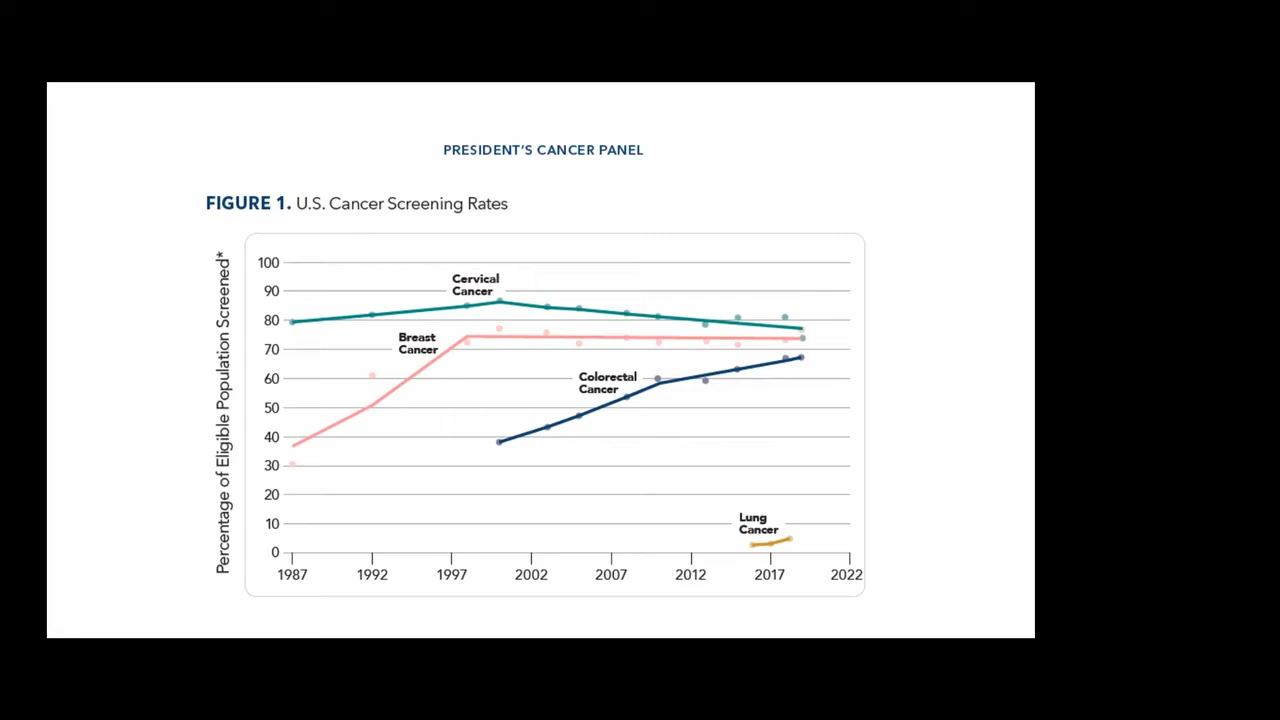 PRESIDENT'S CANCER PANEL
FIGURE 1. U.S. Cancer Screening Rates
Percentage of Eligible Population Screened*
100
90
80
70
60
50
40
30
20
10
0
Cervical
Cancer
Breast
Cancer
Colorectal
Cancer
Lung
Cancer
1987 1992 1997 2002 2007 2012 2017 2022